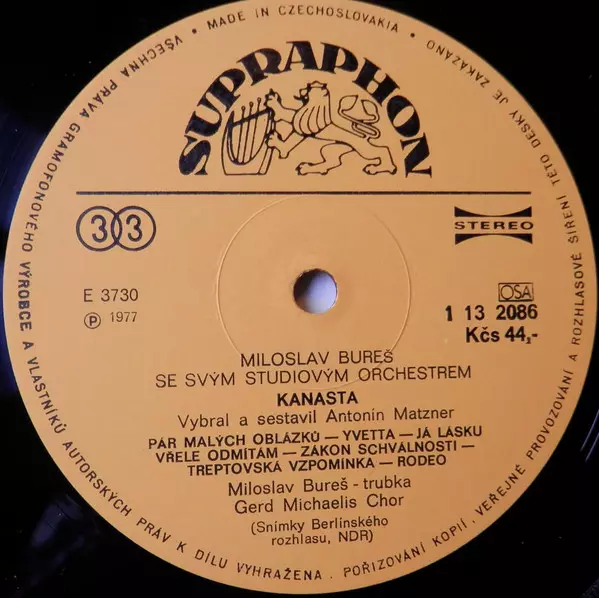 MADE IN CZECHOSLOVAKIA •
VŠECHNA PRÁVA GRAMOFONOVÉHO VÝROBCE A VLASTNÍKŮ AUTORSKÝCH PRÁV K DÍLU VYHRAŽENA. POŘIZOVÁNÍ KOPIÍ, VEŘEJNÉ PROVOZOVÁNÍ A ROZHLASOVÉ ŠÍŘENÍ TÉTO DESKY JE ZAKÁZÁNO •
SUPRAPHON
33
STEREO
E 3730
℗ 1977
OSA
1 13 2086
Kčs 44,-
MILOSLAV BUREŠ
SE SVÝM STUDIOVÝM ORCHESTREM
KANASTA
Vybral a sestavil Antonín Matzner
PÁR MALÝCH OBLÁZKŮ — YVETTA — JÁ LÁSKU
VŘELE ODMÍTÁM — ZÁKON SCHVÁLNOSTI —
TREPTOVSKÁ VZPOMÍNKA — RODEO
Miloslav Bureš - trubka
Gerd Michaelis Chor
(Snímky Berlínského
rozhlasu, NDR)